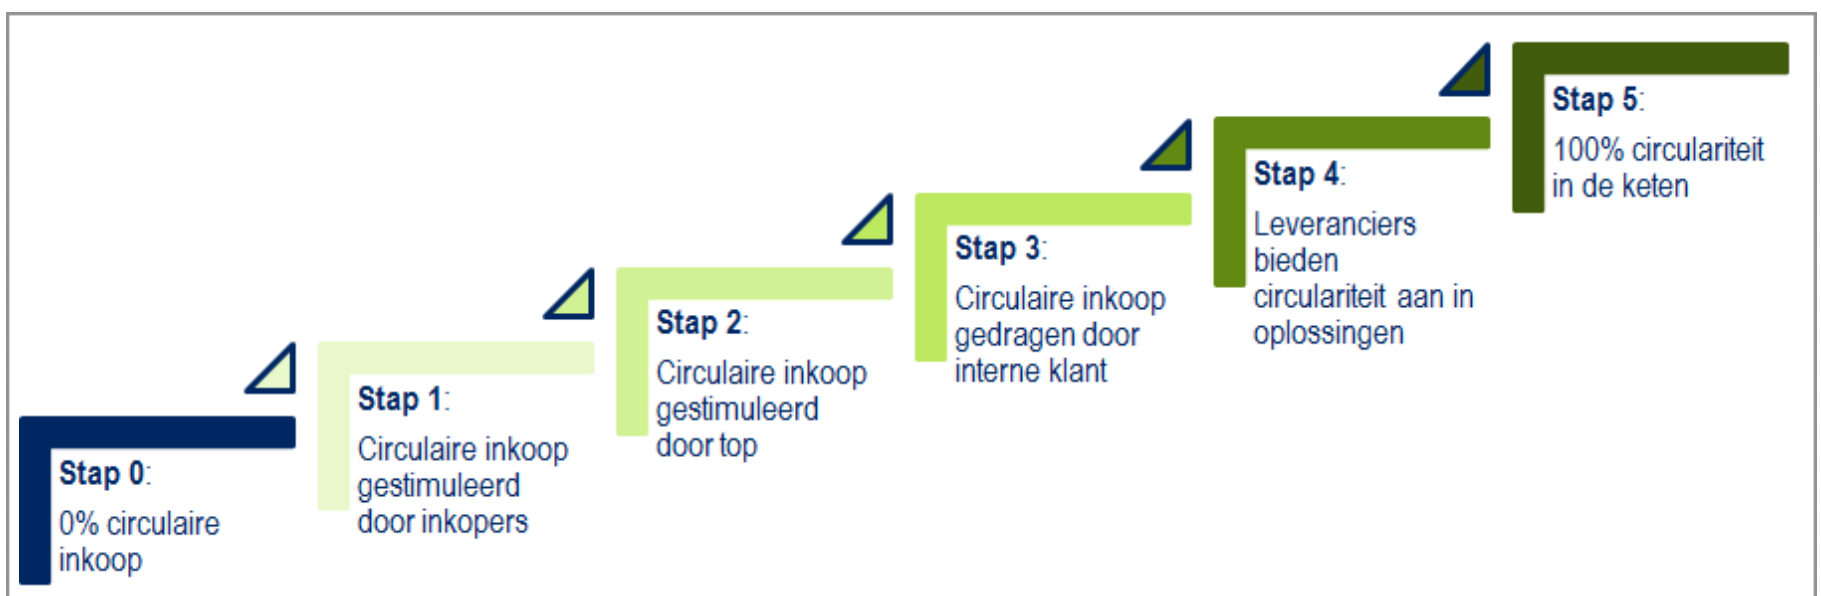 Stap 0:
0% circulaire
inkoop
Stap 1:
Circulaire inkoop
gestimuleerd
door inkopers
Stap 2:
Circulaire inkoop
gestimuleerd
door top
Stap 3:
Circulaire inkoop
gedragen door
interne klant
Stap 4:
Leveranciers
bieden
circulariteit aan in
oplossingen
Stap 5:
100% circulariteit
in de keten